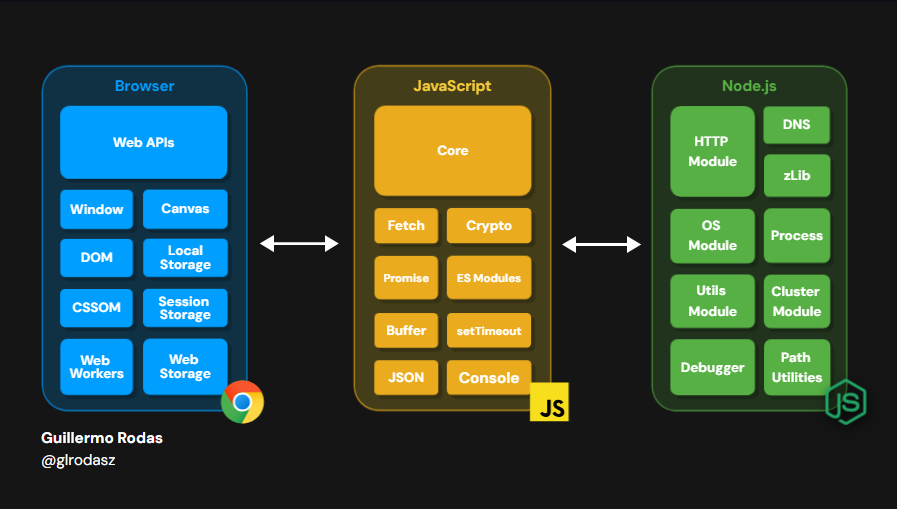 Browser
Web APIs
Window
Canvas
DOM
Local
Storage
CSSOM
Session
Storage
Web
Workers
Web
Storage
JavaScript
Core
Fetch
Crypto
Promise
ES Modules
Buffer
setTimeout
JSON
Console
JS
Node.js
HTTP
Module
DNS
zLib
OS
Module
Process
Utils
Module
Cluster
Module
Debugger
Path
Utilities
JS
Guillermo Rodas
@glrodasz